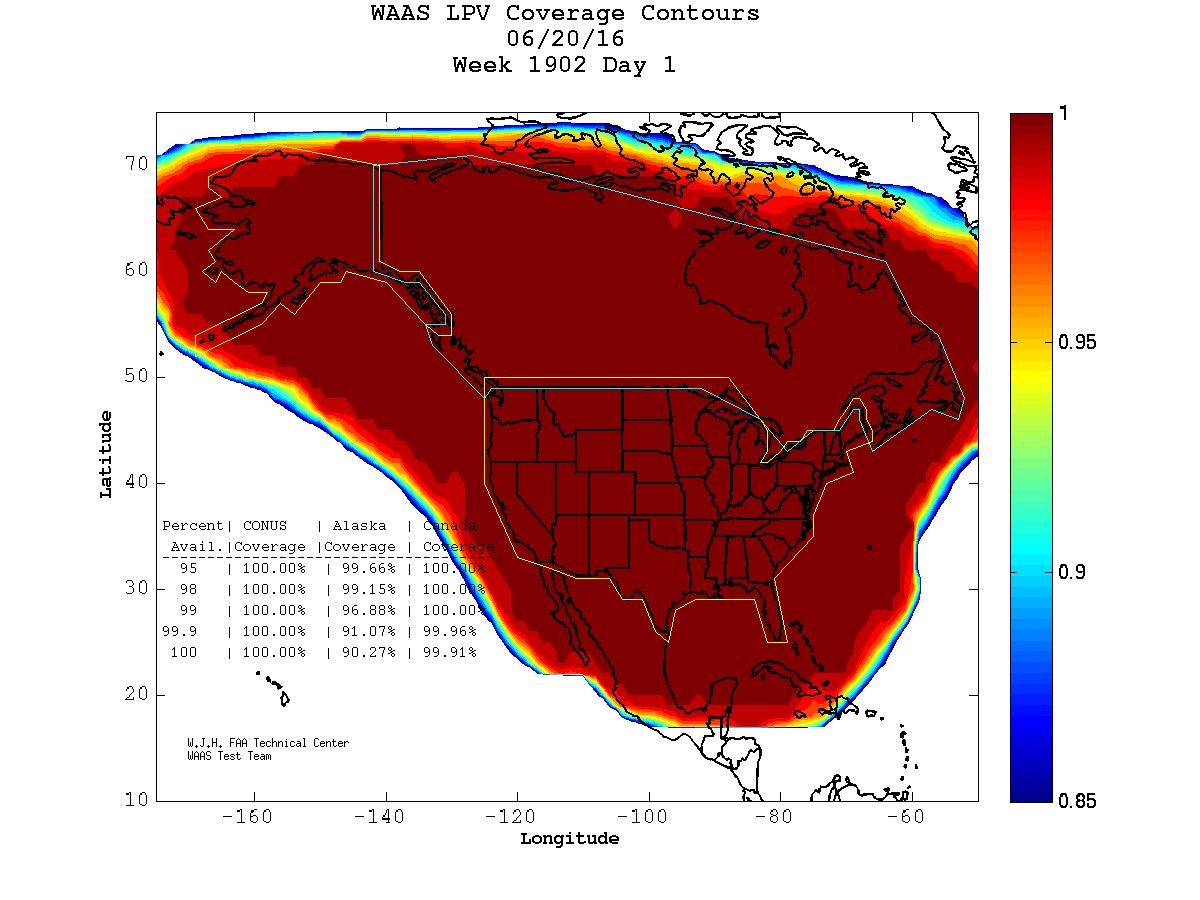 WAAS LPV Coverage Contours
06/20/16
Week 1902 Day 1
1
70
0.95
60
50
Latitude
40
Percent| CONUS | Alaska | Canada
Avail.|Coverage |Coverage | Coverage
95 | 100.00% | 99.66% | 100.00%
0.9
98 | 100.00% | 99.15% | 100.00%
30
99 | 100.00% | 96.88% | 100.00%
99.9 | 100.00% | 91.07% | 99.96%
100 | 100.00% | 90.27% | 99.91%
20
W.J.H. FAA Technical Center
WAAS Test Team
10
0.85
-160 -140 -120 -100 -80 -60
Longitude